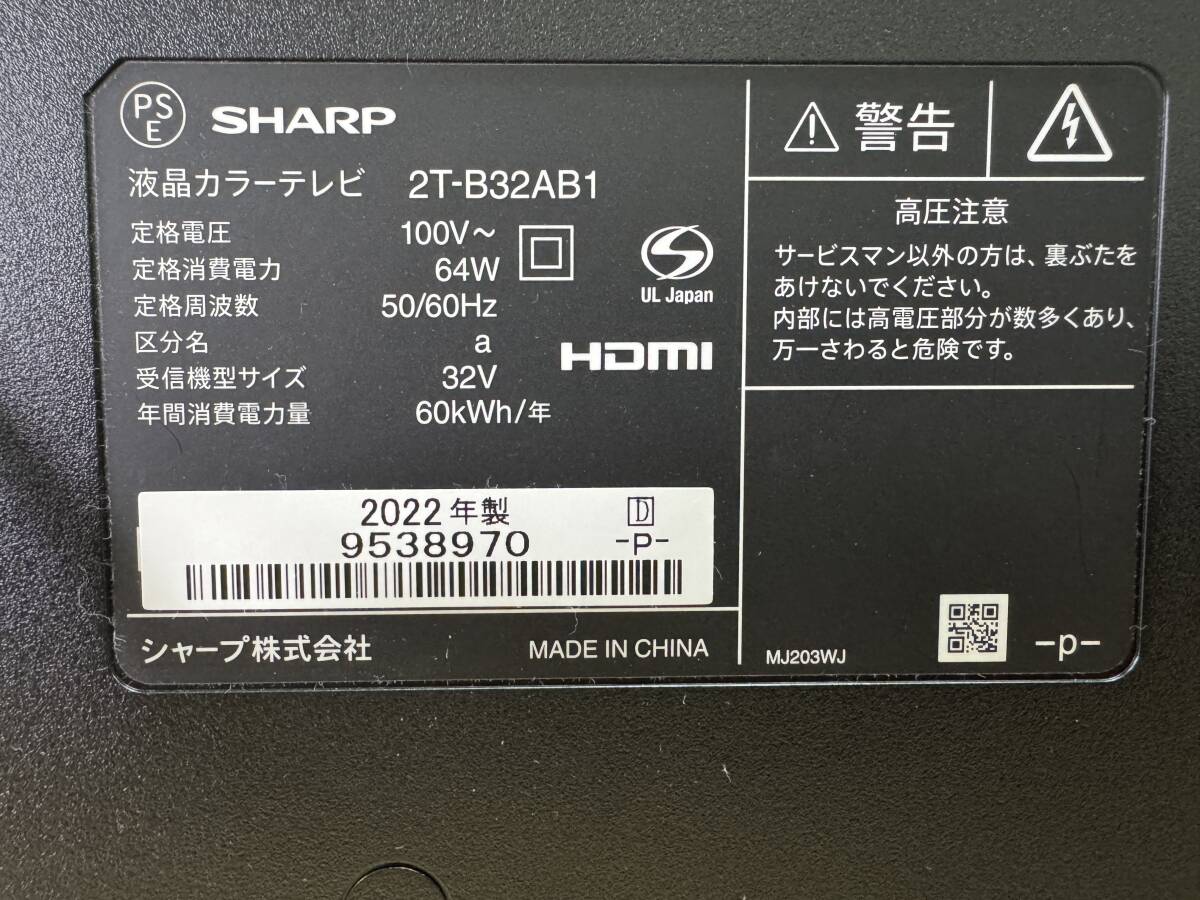 PS
E
SHARP
液晶カラーテレビ 2T-B32AB1
定格電圧 100V～
定格消費電力 64W
定格周波数 50/60Hz
区分名 a
受信機型サイズ 32V
年間消費電力量 60kWh/年
S
UL Japan
HDMI
2022 年製 D
9538970 -P-
シャープ株式会社 MADE IN CHINA
警告
高圧注意
サービスマン以外の方は、裏ぶたを
あけないでください。
内部には高電圧部分が数多くあり、
万一さわると危険です。
MJ203WJ -p-